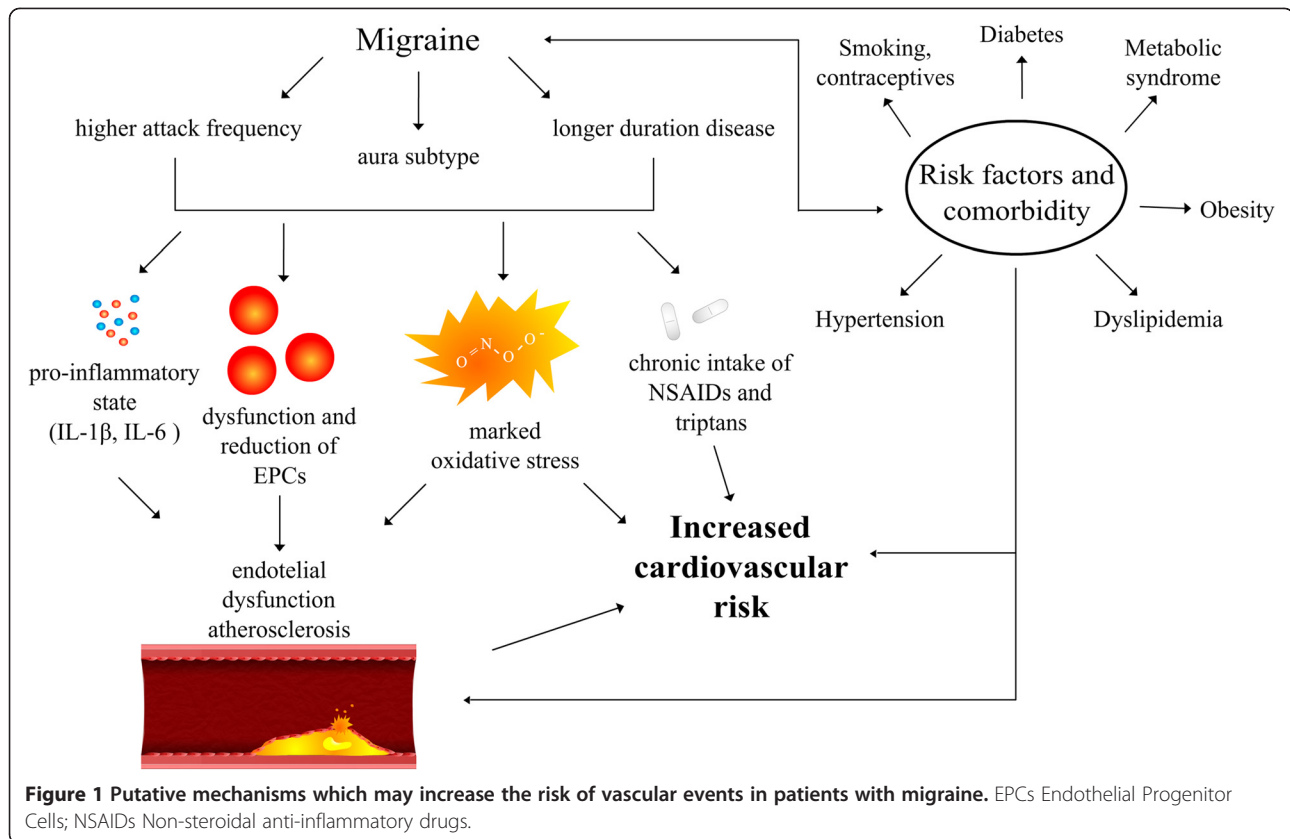 Migraine
higher attack frequency
aura subtype
longer duration disease
Smoking,
contraceptives
Diabetes
Metabolic
syndrome
Risk factors and
comorbidity
Obesity
Hypertension
Dyslipidemia
pro-inflammatory
state
(IL-1β, IL-6 )
dysfunction and
reduction of
EPCs
O=N-O-O-
marked
oxidative stress
chronic intake of
NSAIDs and
triptans
endotelial
dysfunction
atherosclerosis
Increased
cardiovascular
risk
Figure 1 Putative mechanisms which may increase the risk of vascular events in patients with migraine. EPCs Endothelial Progenitor
Cells; NSAIDs Non-steroidal anti-inflammatory drugs.